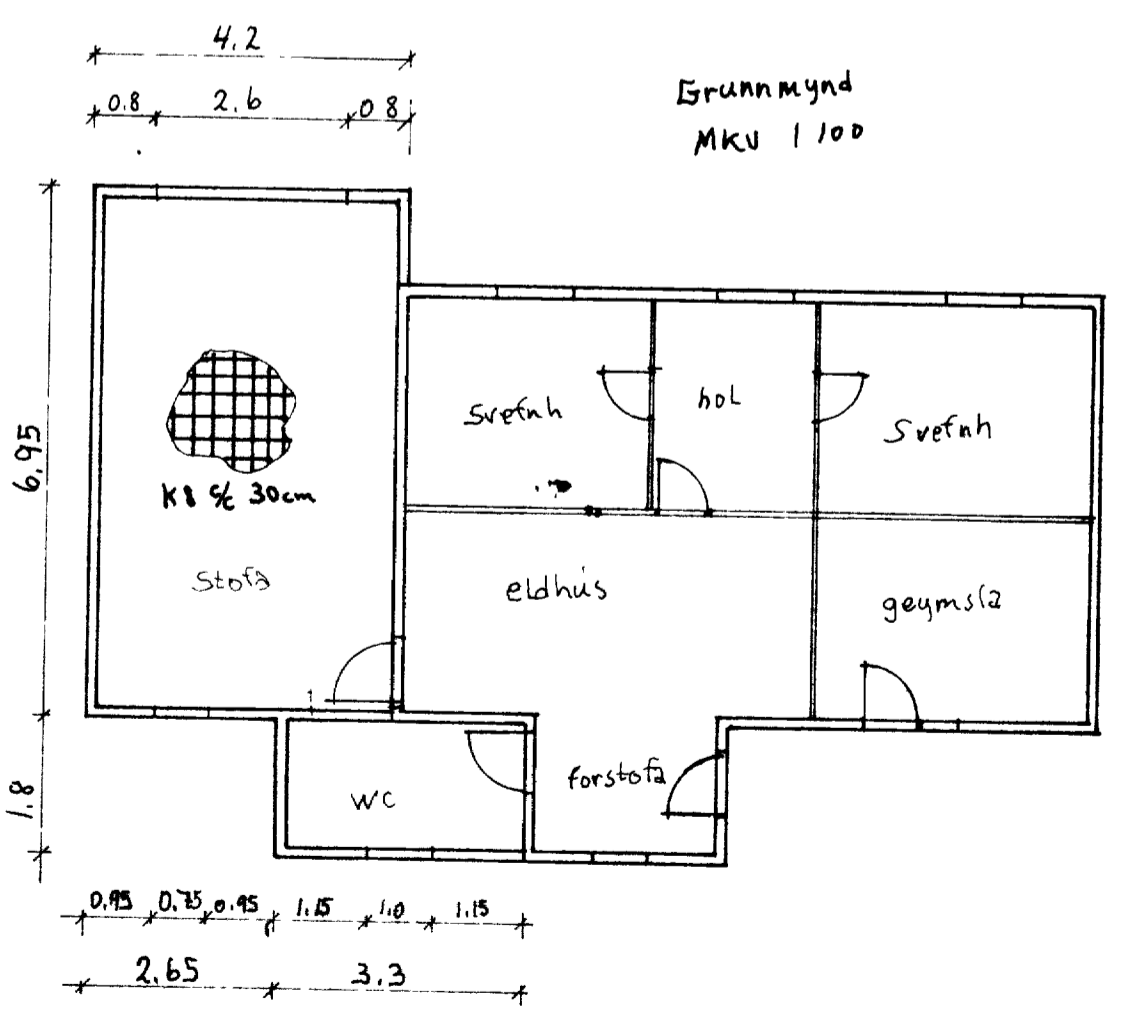 4.2
0.8 2.6 0 8
Grunnmynd
MKV 1 100
6.95
Svefnh
hol
Svefnh
K8 c/c 30cm
Stofa
eldhús
geymsla
1.8
WC
forstofa
0.95 0.75 0.95 1.15 1.0 1.15
2.65 3.3